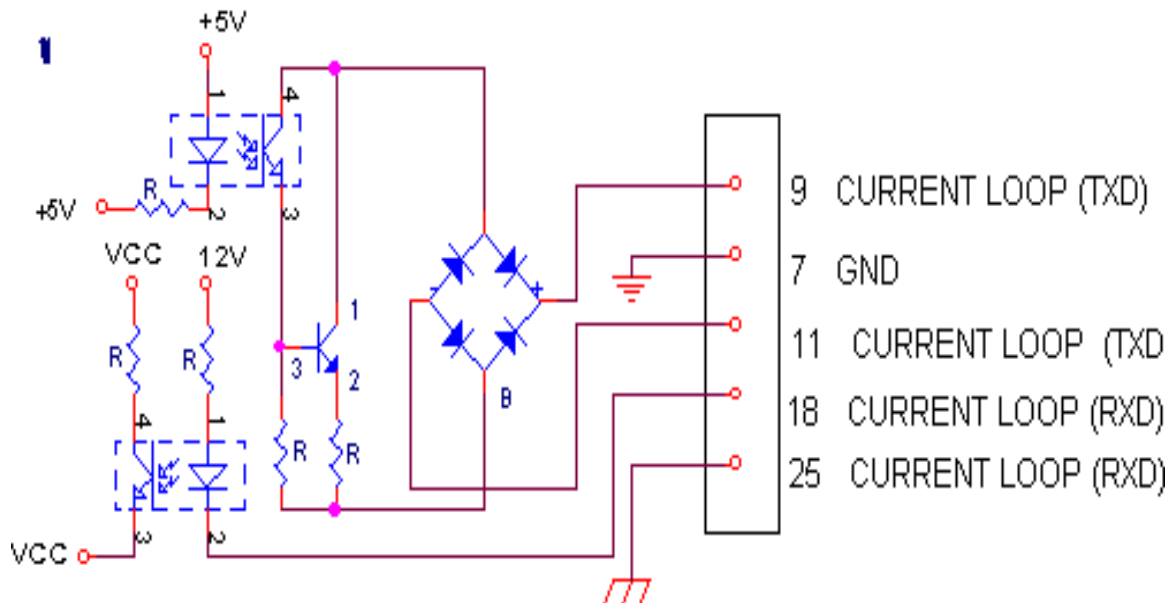 1
+5V
1
4
R
+5V
2
3
VCC
12V
R
R
4
1
3
2
VCC
3
1
2
R
R
-
+
B
9 CURRENT LOOP (TXD)
7 GND
11 CURRENT LOOP (TXD
18 CURRENT LOOP (RXD)
25 CURRENT LOOP (RXD)